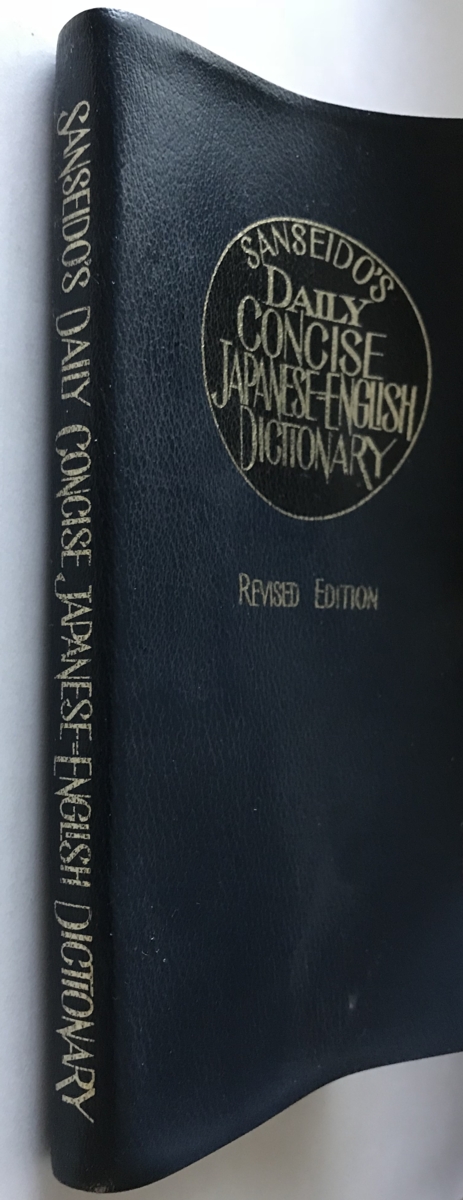 SANSEIDO'S DAILY CONCISE JAPANESE-ENGLISH DICTIONARY
SANSEIDO'S
DAILY
CONCISE
JAPANESE-ENGLISH
DICTIONARY
REVISED EDITION